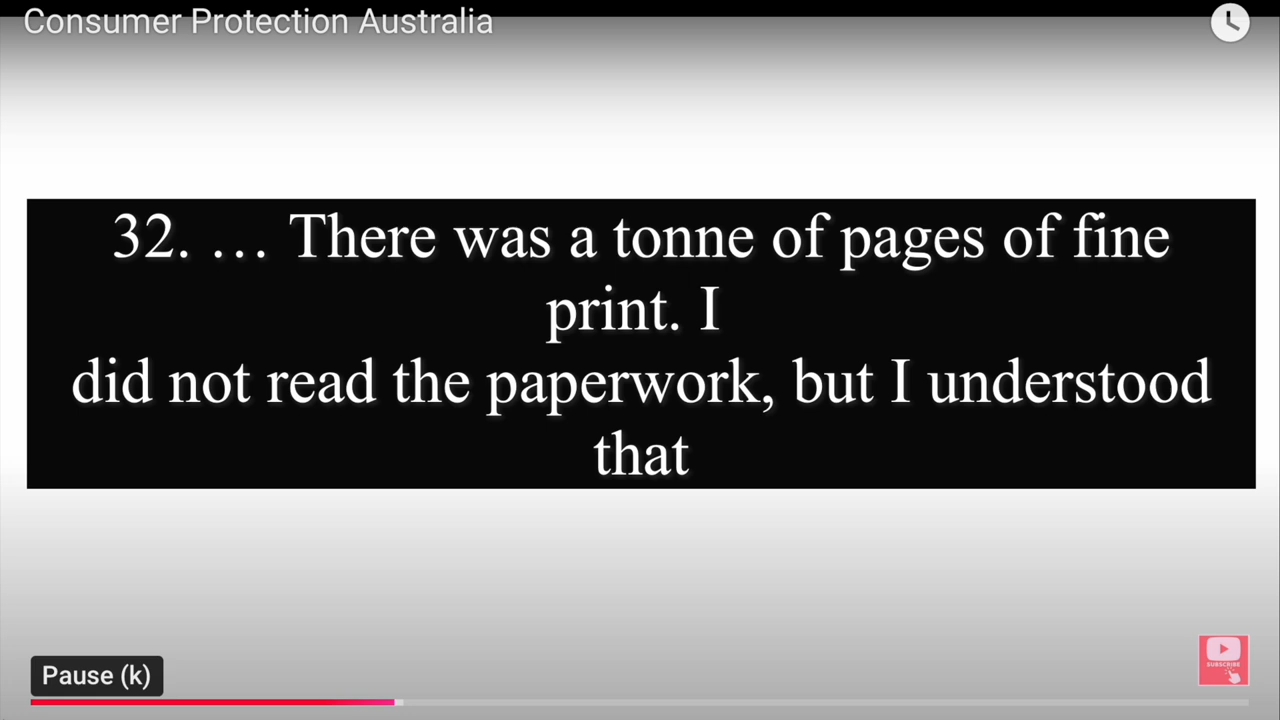 Consumer Protection Australia
32. … There was a tonne of pages of fine
print. I
did not read the paperwork, but I understood
that
SUBSCRIBE
Pause (k)